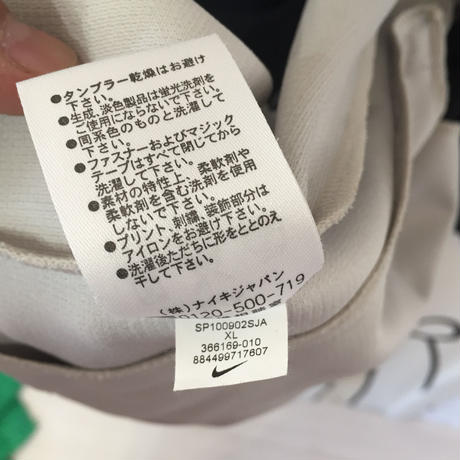 ●タンブラー乾燥はお避け
下さい。
●生成、淡色製品は蛍光洗剤を
ご使用にならないで下さい。
●同系色のものと洗濯して
下さい。
●ファスナーおよびマジック
テープはすべて閉じてから
洗濯して下さい。
●素材の特性上、柔軟剤や
柔軟剤を含む洗剤を使用
しないで下さい。
●プリント、刺繍、装飾部分は
アイロンをお避け下さい。
●洗濯後ただちに形をととのえ
干して下さい。
(株)ナイキジャパン
0120-500-719
SP100902SJA
XL
366169-010
884499717607